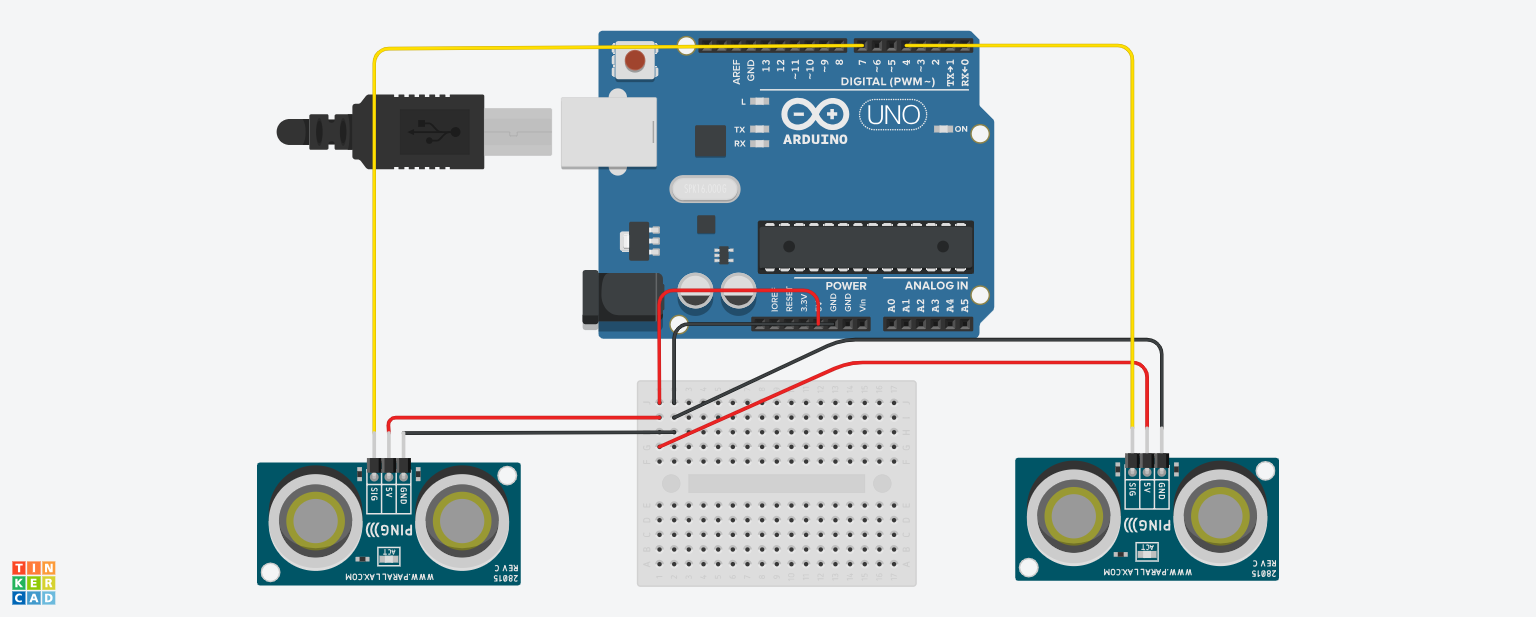 AREF
GND
13
12
~11
~10
~9
8
7
~6
~5
4
~3
2
TX→1
RX←0
DIGITAL (PWM~)
L
TX
RX
ARDUINO
UNO
ON
POWER
ANALOG IN
RESET
3.3V
GND
GND
Vin
A0
A1
A2
A3
A4
A5
SIG
5V
GND
PING)))
ACT
WWW.PARALLAX.COM
REV C
28015
SIG
5V
GND
PING)))
ACT
WWW.PARALLAX.COM
REV C
28015
TIN
KER
CAD